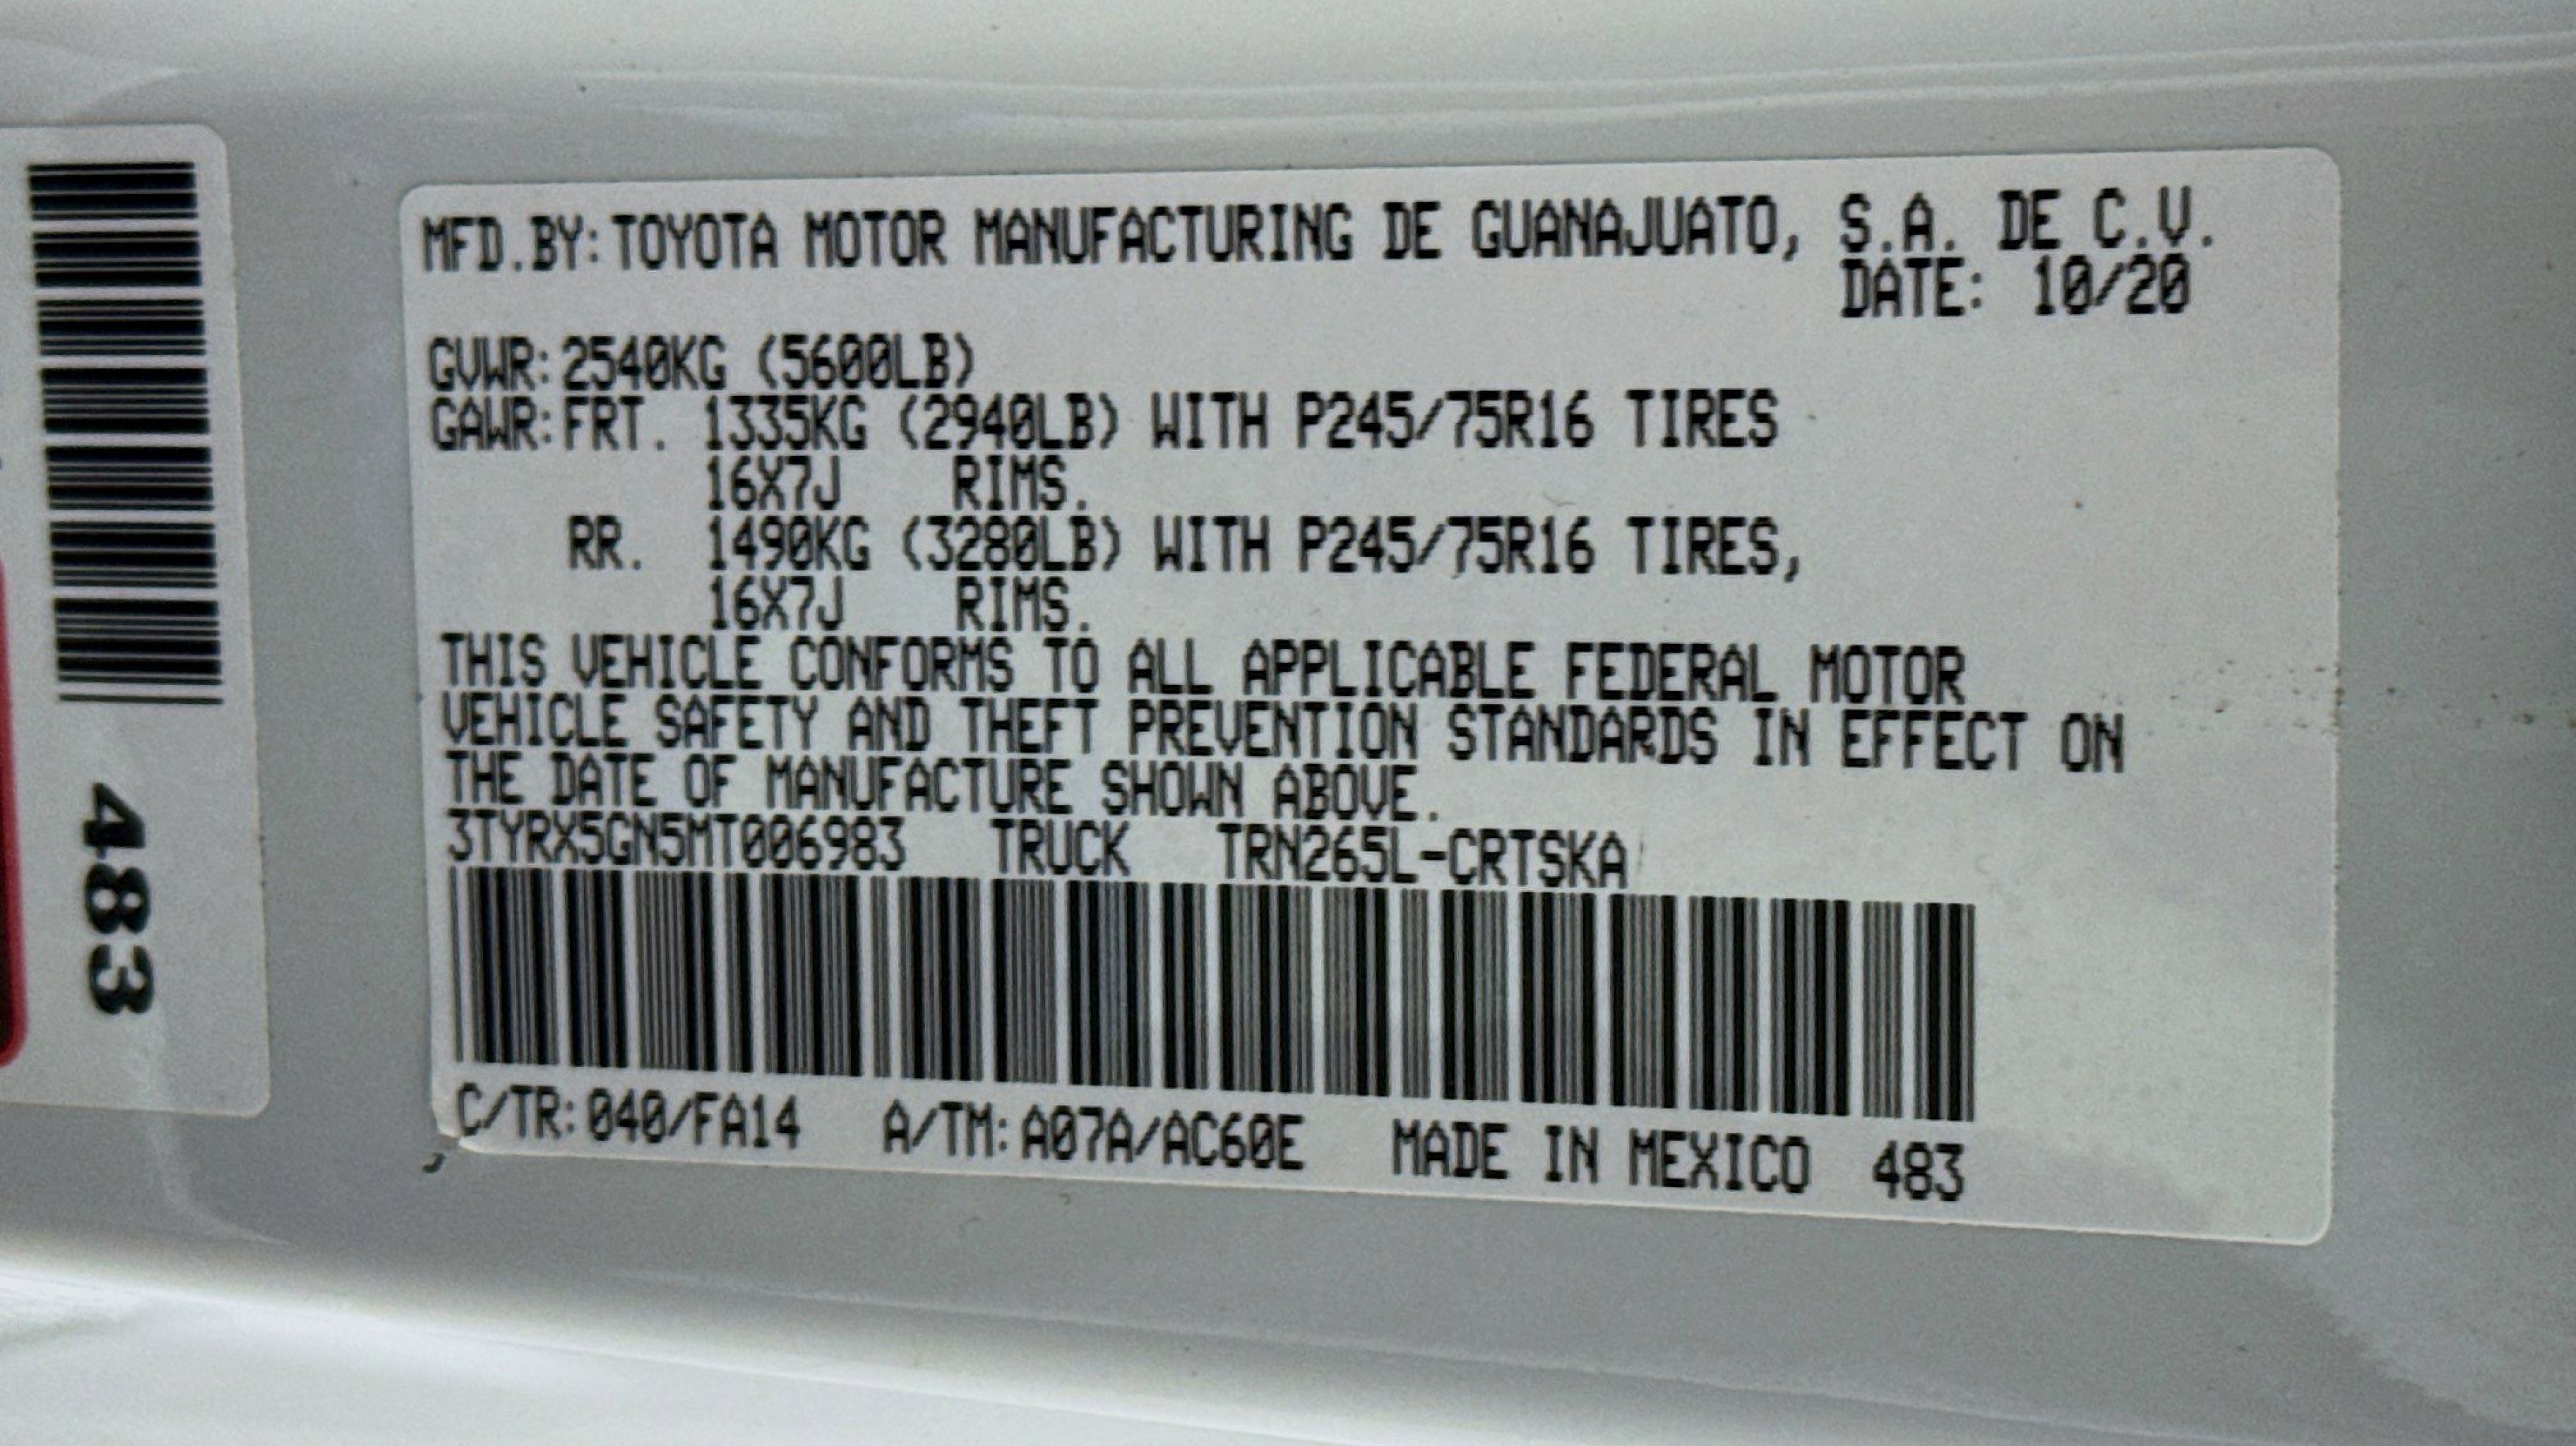 MFD.BY:TOYOTA MOTOR MANUFACTURING DE GUANAJUATO, S.A. DE C.V.
DATE: 10/20
GVWR:2540KG (5600LB)
GAWR:FRT. 1335KG (2940LB) WITH P245/75R16 TIRES
16X7J RIMS.
RR. 1490KG (3280LB) WITH P245/75R16 TIRES,
16X7J RIMS.
THIS VEHICLE CONFORMS TO ALL APPLICABLE FEDERAL MOTOR
VEHICLE SAFETY AND THEFT PREVENTION STANDARDS IN EFFECT ON
THE DATE OF MANUFACTURE SHOWN ABOVE.
3TYRX5GN5MT006983 TRUCK TRN265L-CRTSKA
C/TR:040/FA14 A/TM:A07A/AC60E MADE IN MEXICO 483
483